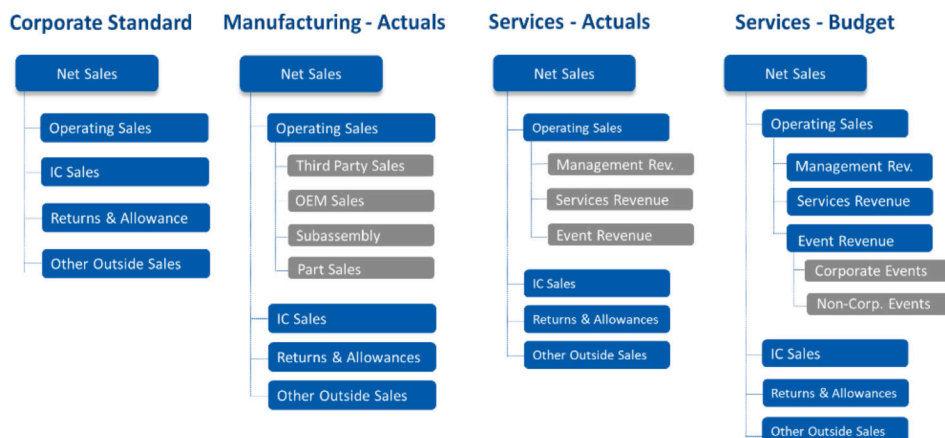 Corporate Standard
Net Sales
Operating Sales
IC Sales
Returns & Allowance
Other Outside Sales
Manufacturing - Actuals
Net Sales
Operating Sales
Third Party Sales
OEM Sales
Subassembly
Part Sales
IC Sales
Returns & Allowances
Other Outside Sales
Services - Actuals
Net Sales
Operating Sales
Management Rev.
Services Revenue
Event Revenue
IC Sales
Returns & Allowances
Other Outside Sales
Services - Budget
Net Sales
Operating Sales
Management Rev.
Services Revenue
Event Revenue
Corporate Events
Non-Corp. Events
IC Sales
Returns & Allowances
Other Outside Sales